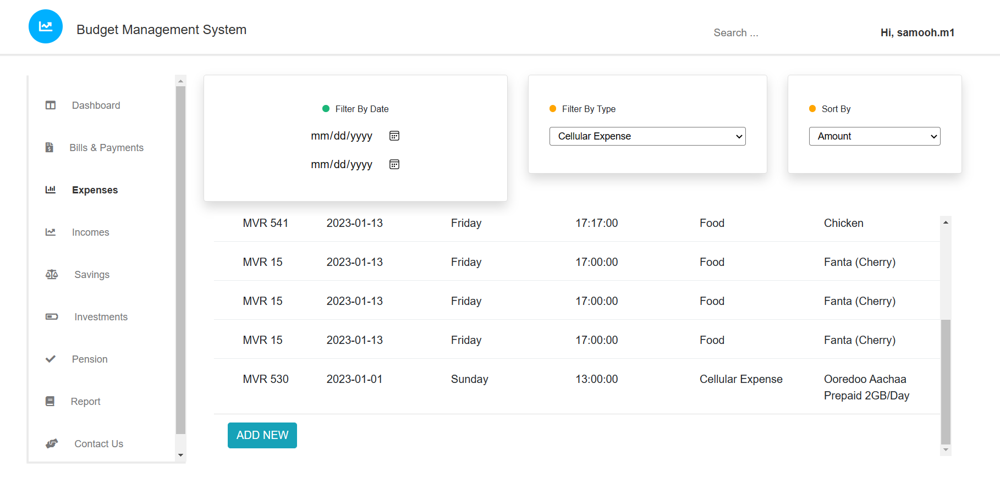 Budget Management System
Search ...
Hi, samooh.m1
Dashboard
Bills & Payments
Expenses
Incomes
Savings
Investments
Pension
Report
Contact Us
Filter By Date
mm/dd/yyyy
mm/dd/yyyy
Filter By Type
Cellular Expense
Sort By
Amount
MVR 541 2023-01-13 Friday 17:17:00 Food Chicken
MVR 15 2023-01-13 Friday 17:00:00 Food Fanta (Cherry)
MVR 15 2023-01-13 Friday 17:00:00 Food Fanta (Cherry)
MVR 15 2023-01-13 Friday 17:00:00 Food Fanta (Cherry)
MVR 530 2023-01-01 Sunday 13:00:00 Cellular Expense Ooredoo Aachaa
Prepaid 2GB/Day
ADD NEW